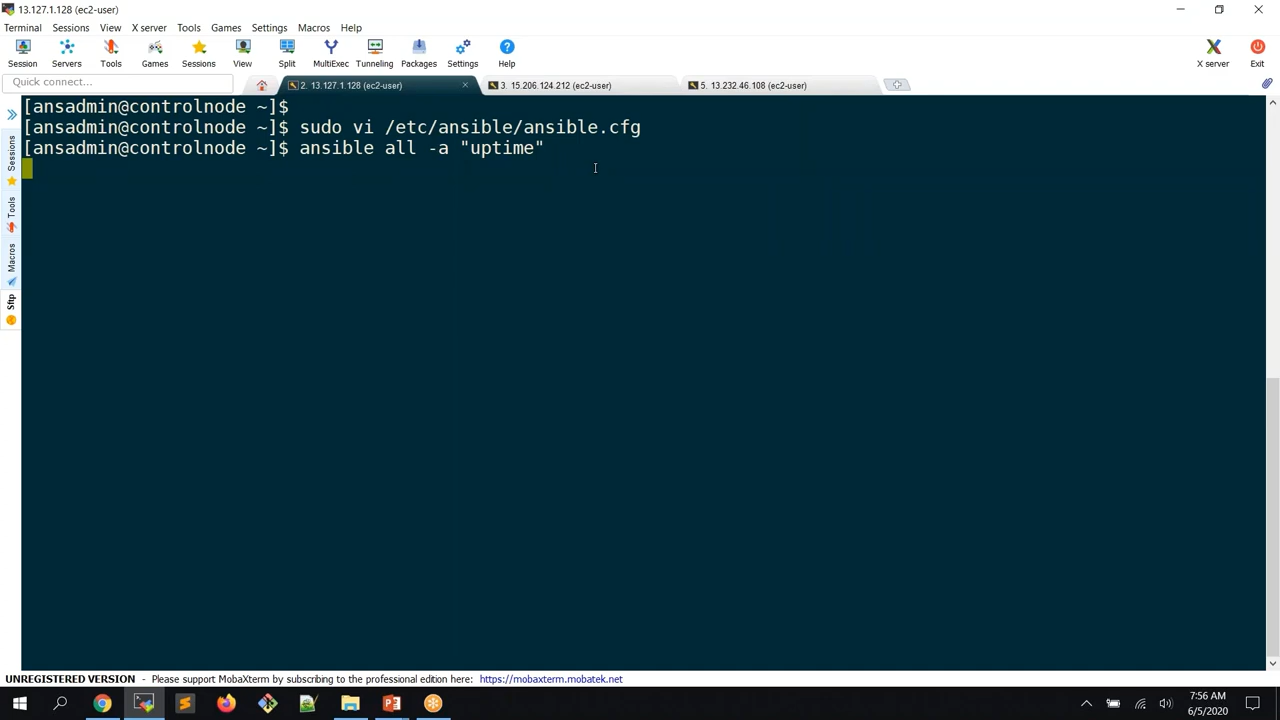 13.127.1.128 (ec2-user)
Terminal Sessions View X server Tools Games Settings Macros Help
Session Servers Tools Games Sessions View Split MultiExec Tunneling Packages Settings Help X server Exit
Quick connect...
2. 13.127.1.128 (ec2-user)
3. 15.206.124.212 (ec2-user)
5. 13.232.46.108 (ec2-user)
Sessions
Tools
Macros
Sftp
[ansadmin@controlnode ~]$
[ansadmin@controlnode ~]$ sudo vi /etc/ansible/ansible.cfg
[ansadmin@controlnode ~]$ ansible all -a "uptime"
UNREGISTERED VERSION - Please support MobaXterm by subscribing to the professional edition here: https://mobaxterm.mobatek.net
7:56 AM
6/5/2020